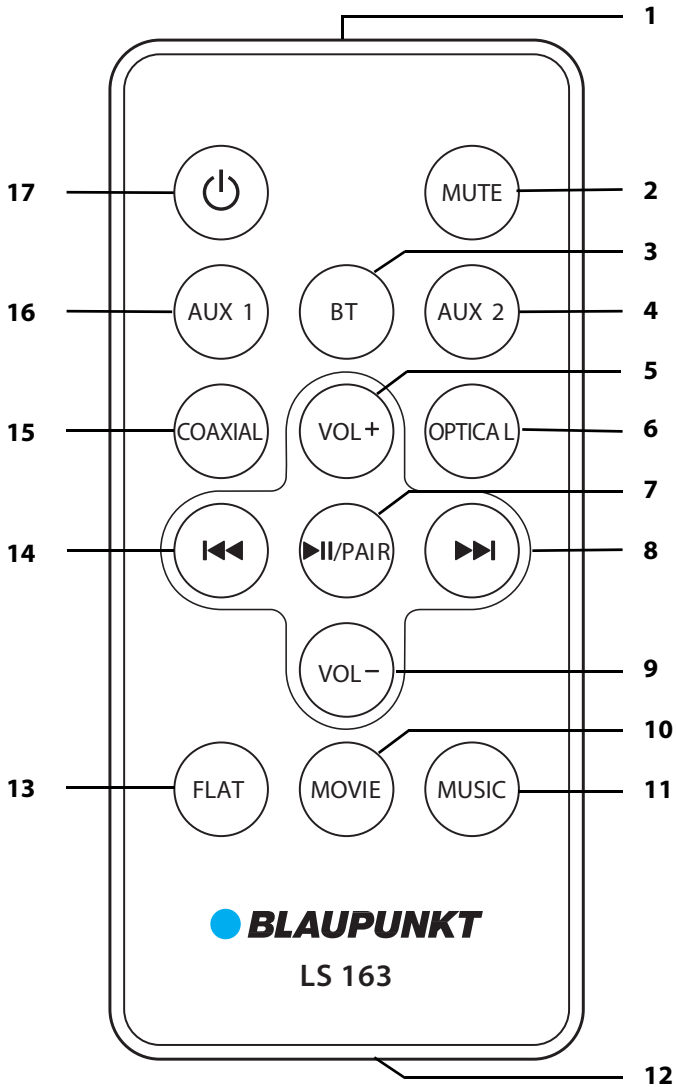 1
17 MUTE 2
3
16 AUX 1 BT AUX 2 4
5
15 COAXIAL VOL+ OPTICAL 6
7
14 /PAIR 8
VOL− 9
10
13 FLAT MOVIE MUSIC 11
BLAUPUNKT
LS 163
12